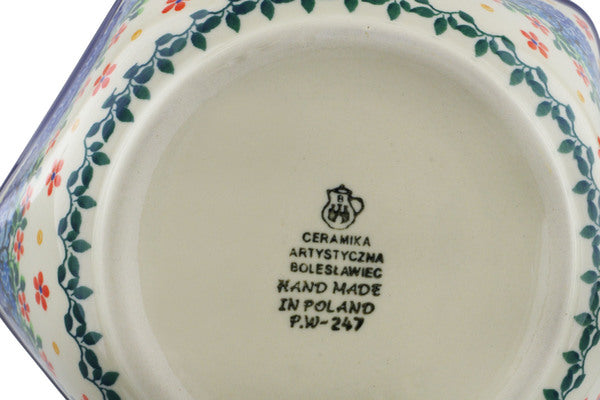 B
CERAMIKA
ARTYSTYCZNA
BOLESŁAWIEC
HAND MADE
IN POLAND
P.W-247